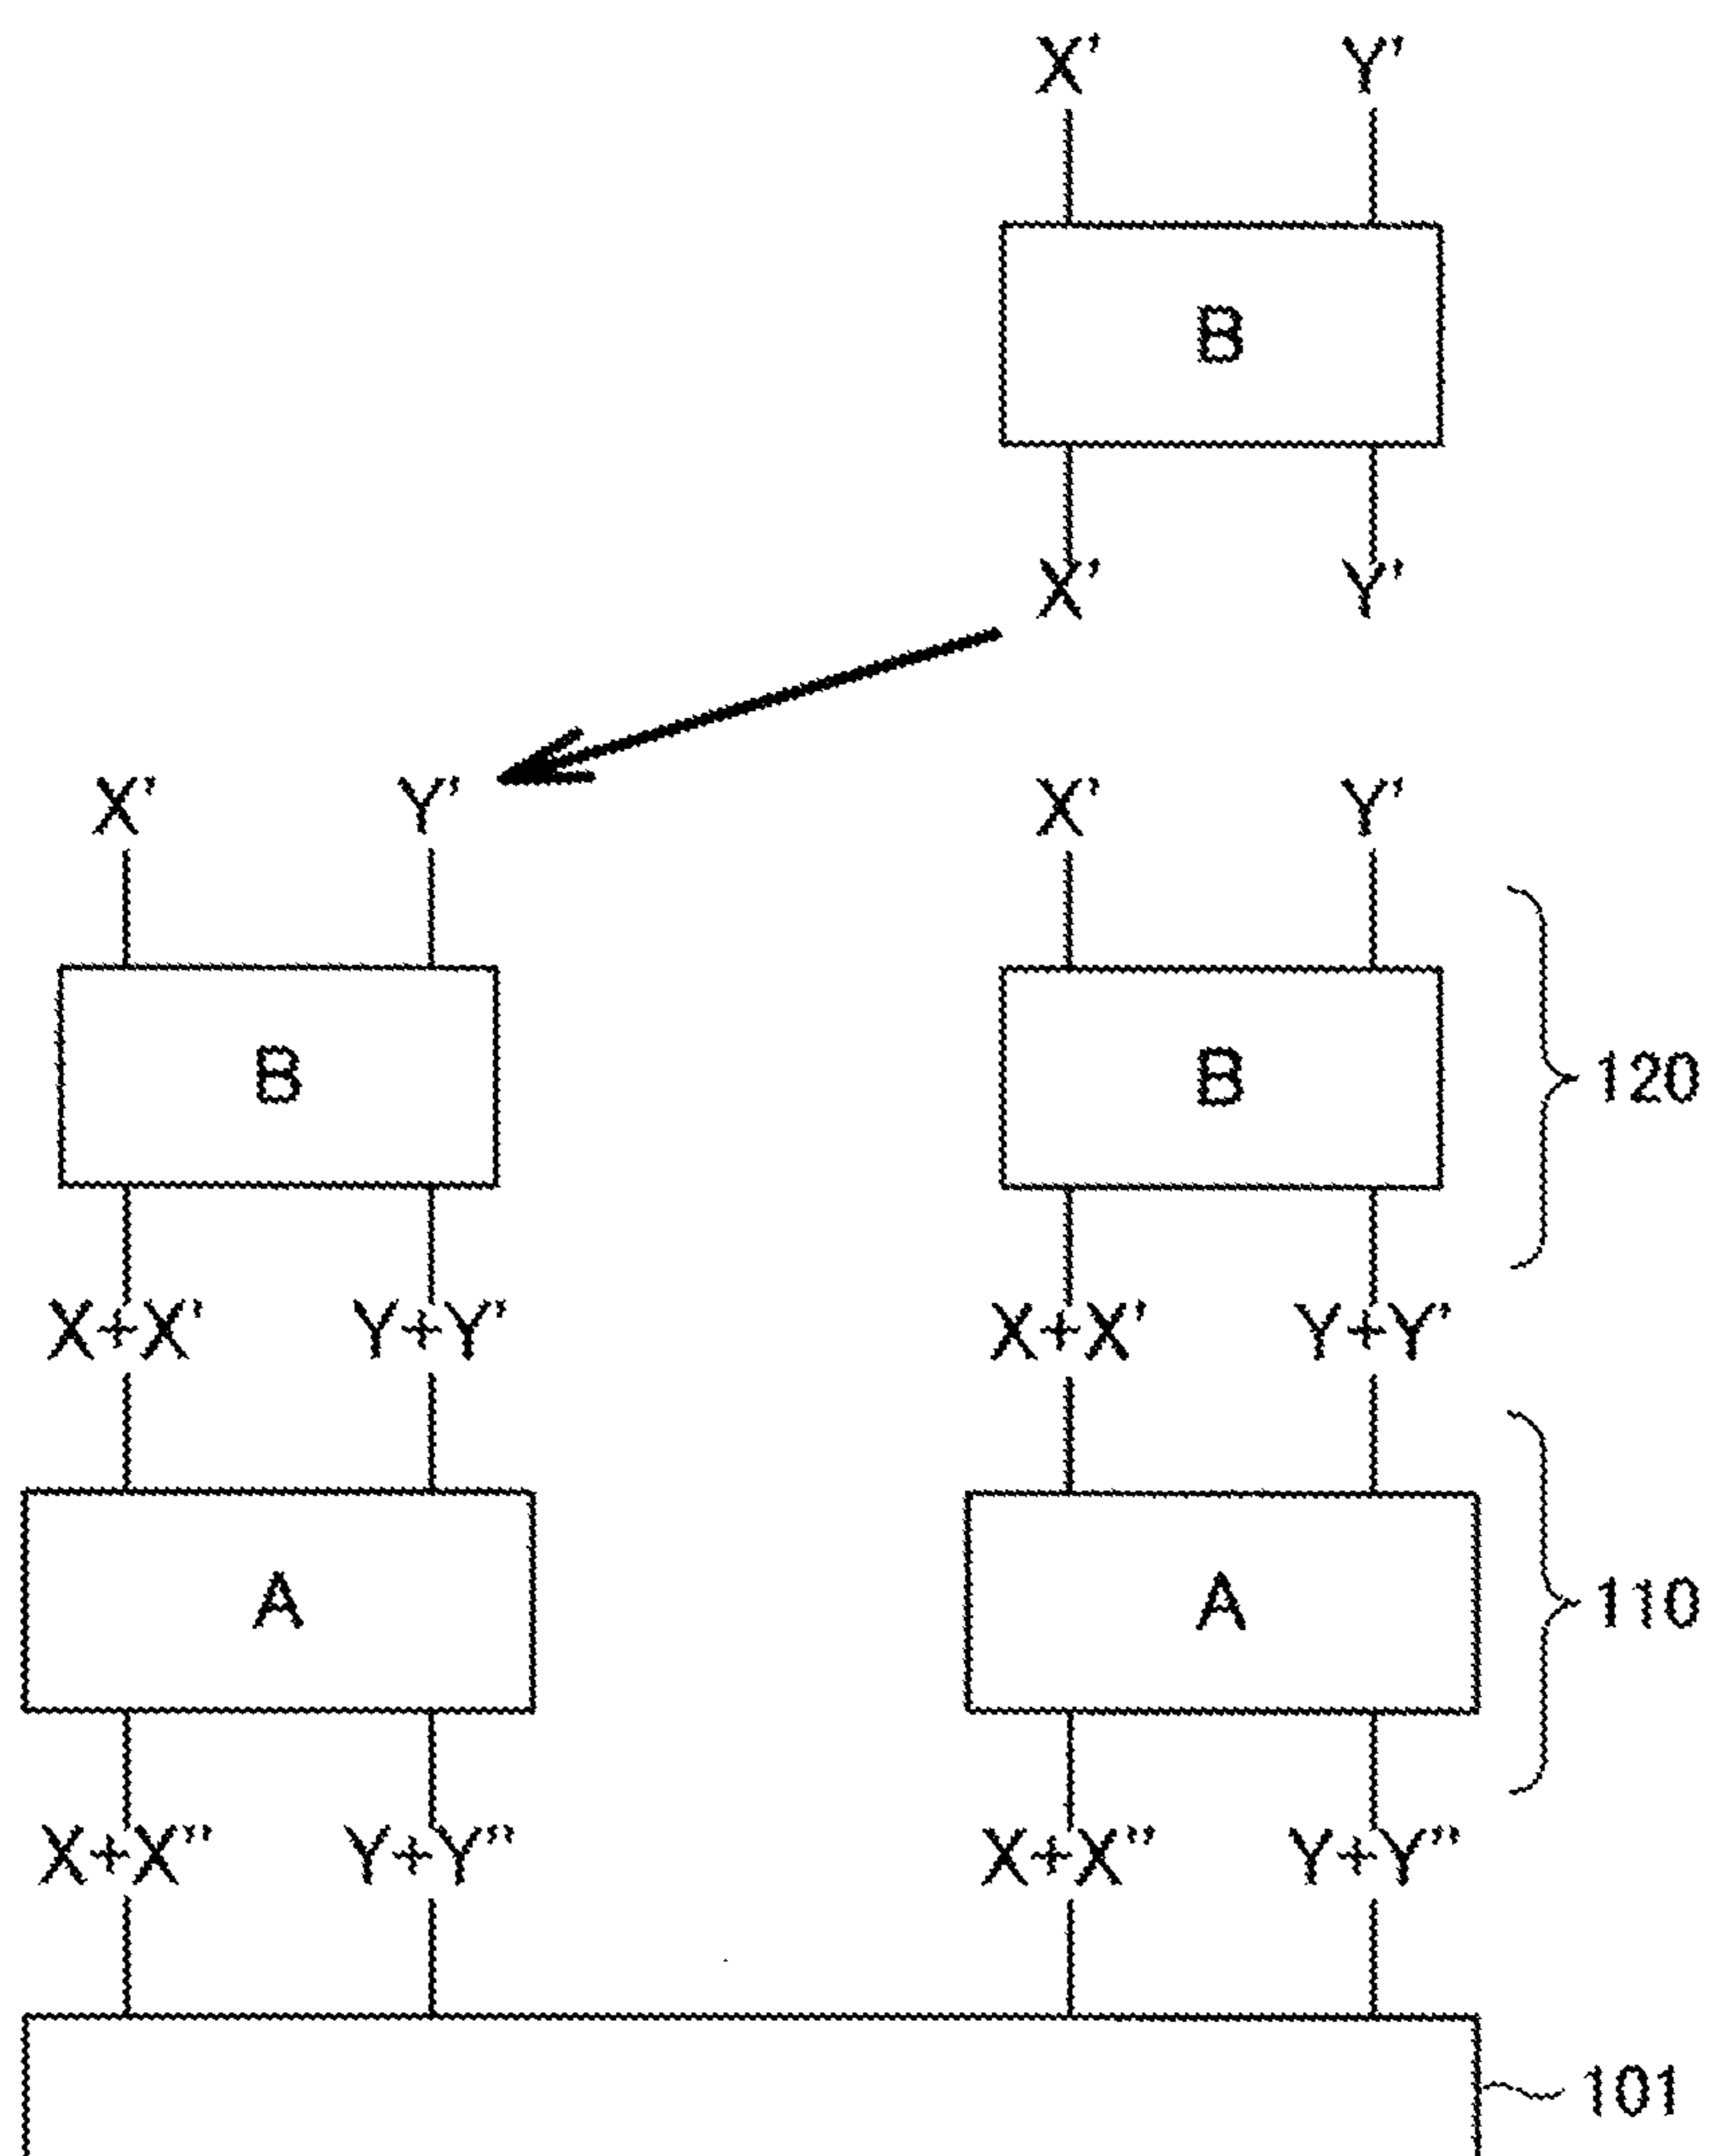 X' Y'
B
X' Y'
X' Y' X' Y'
B B 120
X+X' Y+Y' X+X' Y+Y'
A A 110
X+X" Y+Y" X+X" Y+Y"
101